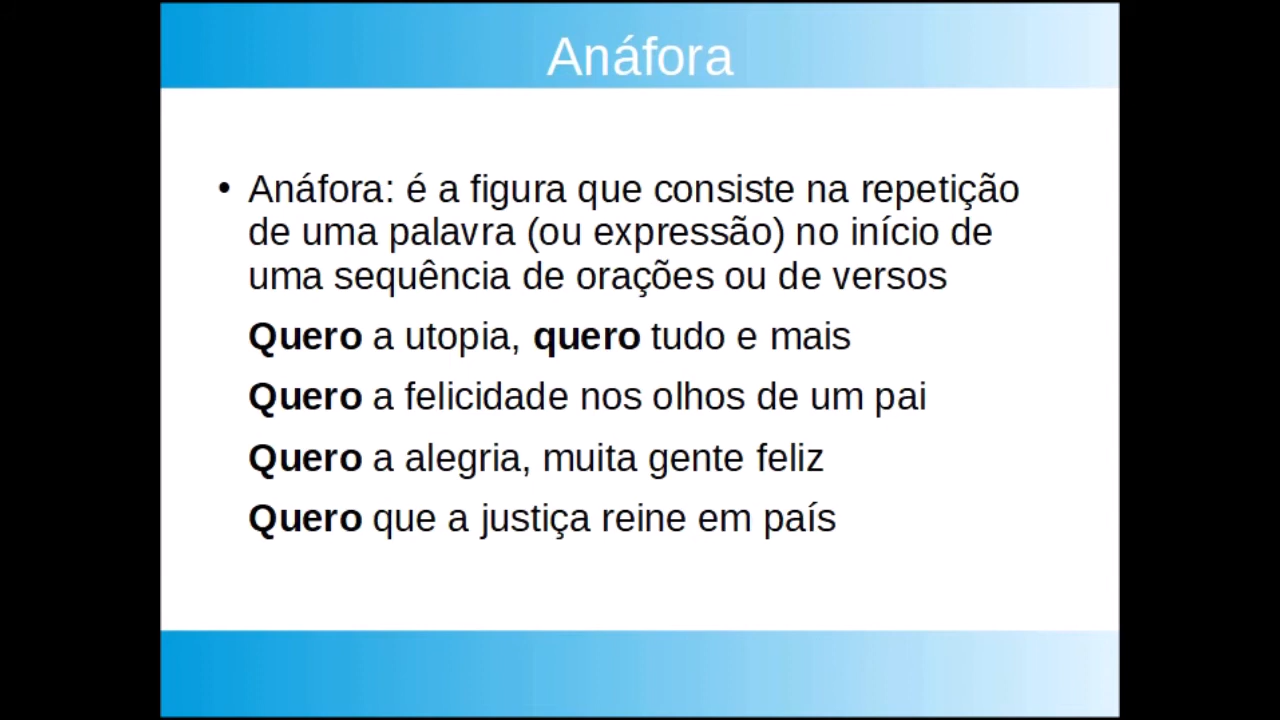 Anáfora
• Anáfora: é a figura que consiste na repetição
de uma palavra (ou expressão) no início de
uma sequência de orações ou de versos
Quero a utopia, quero tudo e mais
Quero a felicidade nos olhos de um pai
Quero a alegria, muita gente feliz
Quero que a justiça reine em país